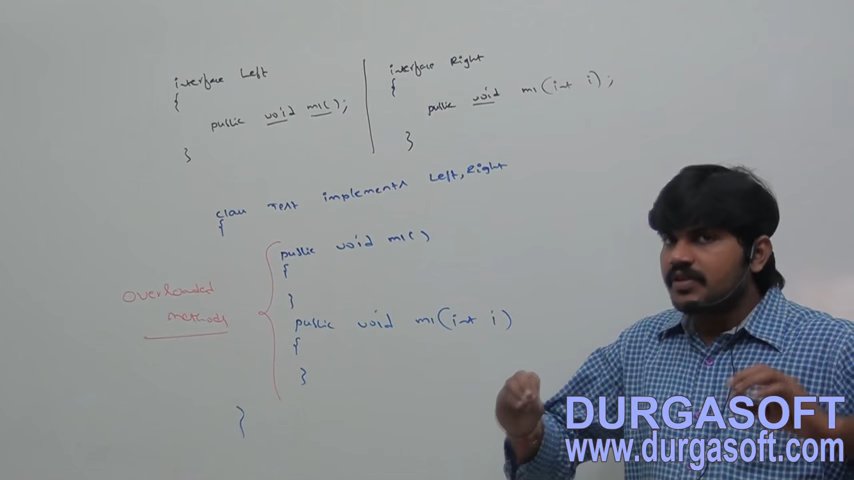 interface Left
{
public void m1();
}
interface Right
{
public void m1(int i);
}
class Test implements Left, Right
{
public void m1()
{
}
public void m1(int i)
{
}
}
Overloaded
methods
DURGASOFT
www.durgasoft.com